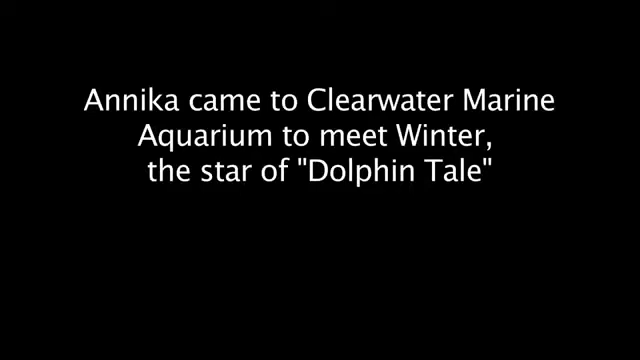 Annika came to Clearwater Marine
Aquarium to meet Winter,
the star of "Dolphin Tale"